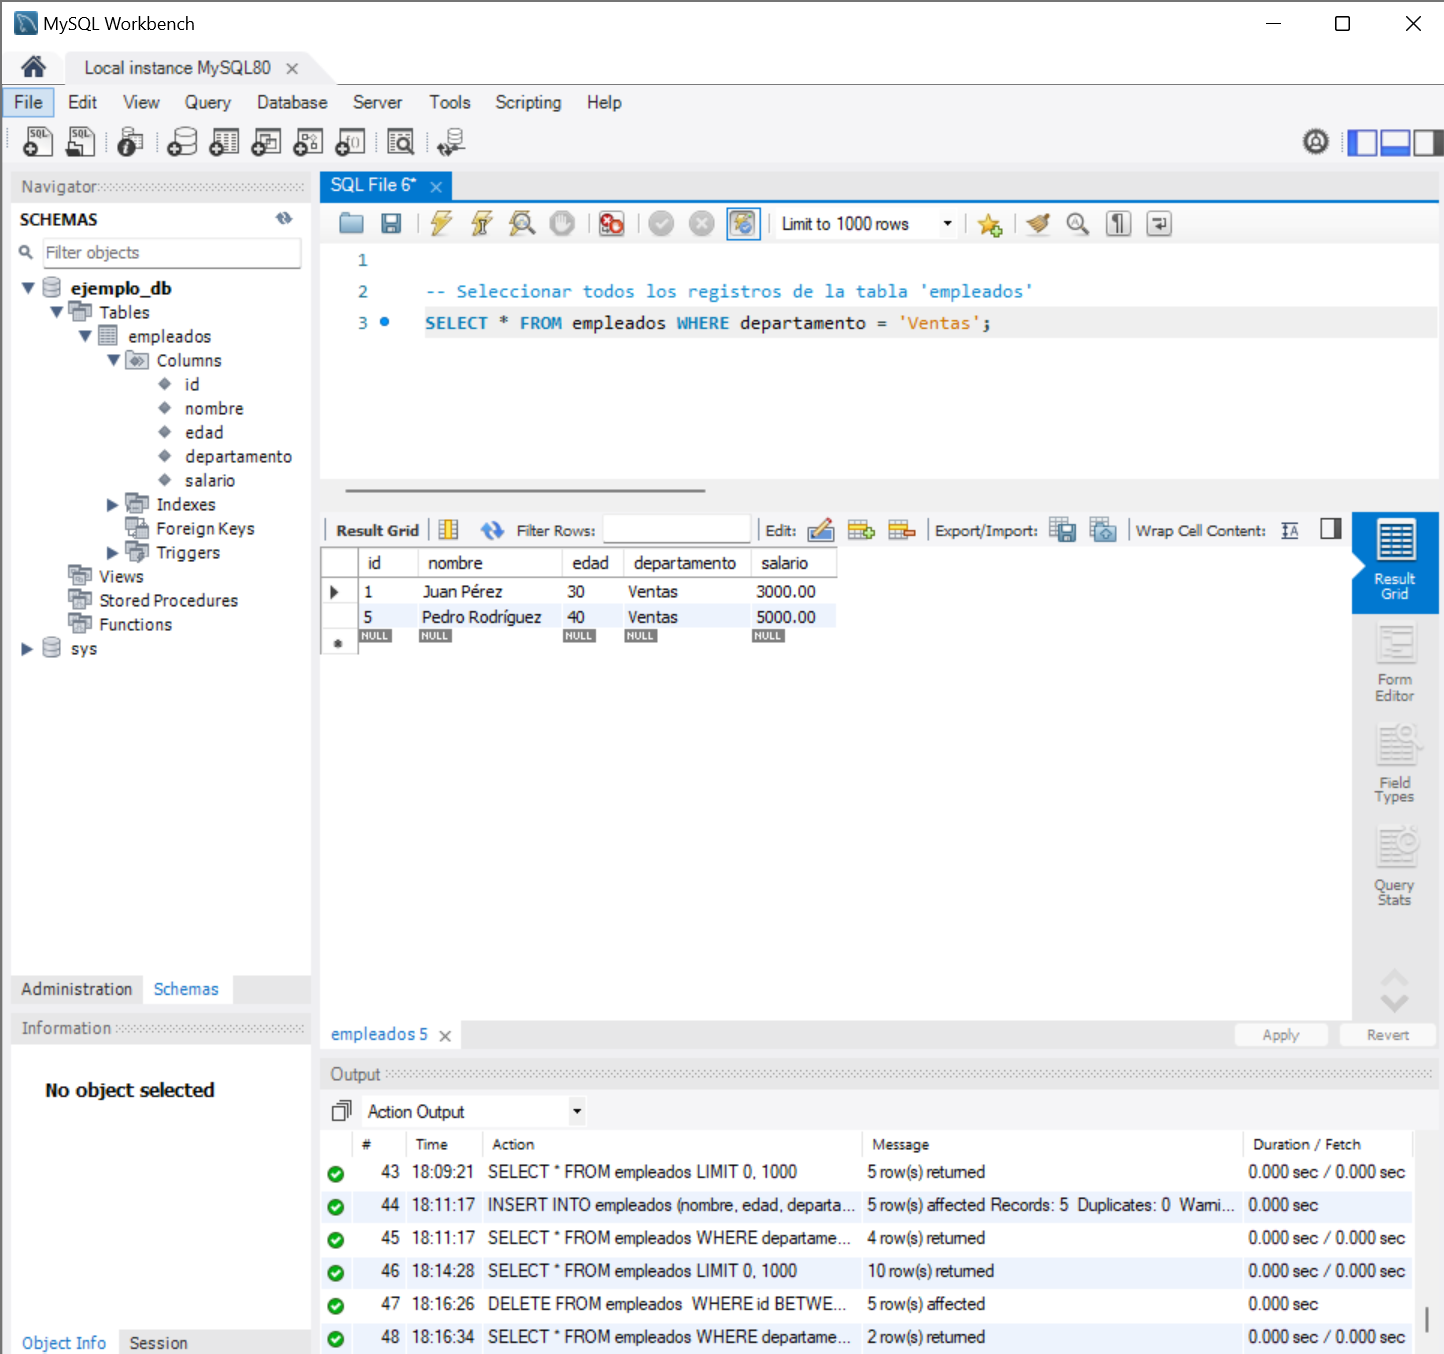 MySQL Workbench
Local instance MySQL80
File Edit View Query Database Server Tools Scripting Help
Navigator
SCHEMAS
Filter objects
ejemplo_db
Tables
empleados
Columns
id
nombre
edad
departamento
salario
Indexes
Foreign Keys
Triggers
Views
Stored Procedures
Functions
sys
Administration Schemas
Information
No object selected
Object Info Session
SQL File 6*
Limit to 1000 rows
1
2 -- Seleccionar todos los registros de la tabla 'empleados'
3 SELECT * FROM empleados WHERE departamento = 'Ventas';
Result Grid Filter Rows: Edit: Export/Import: Wrap Cell Content:
id nombre edad departamento salario
1 Juan Pérez 30 Ventas 3000.00
5 Pedro Rodríguez 40 Ventas 5000.00
NULL NULL NULL NULL NULL
Result
Grid
Form
Editor
Field
Types
Query
Stats
empleados 5
Apply Revert
Output
Action Output
# Time Action Message Duration / Fetch
43 18:09:21 SELECT * FROM empleados LIMIT 0, 1000 5 row(s) returned 0.000 sec / 0.000 sec
44 18:11:17 INSERT INTO empleados (nombre, edad, departa... 5 row(s) affected Records: 5 Duplicates: 0 Warni... 0.000 sec
45 18:11:17 SELECT * FROM empleados WHERE departame... 4 row(s) returned 0.000 sec / 0.000 sec
46 18:14:28 SELECT * FROM empleados LIMIT 0, 1000 10 row(s) returned 0.000 sec / 0.000 sec
47 18:16:26 DELETE FROM empleados WHERE id BETWE... 5 row(s) affected 0.000 sec
48 18:16:34 SELECT * FROM empleados WHERE departame... 2 row(s) returned 0.000 sec / 0.000 sec